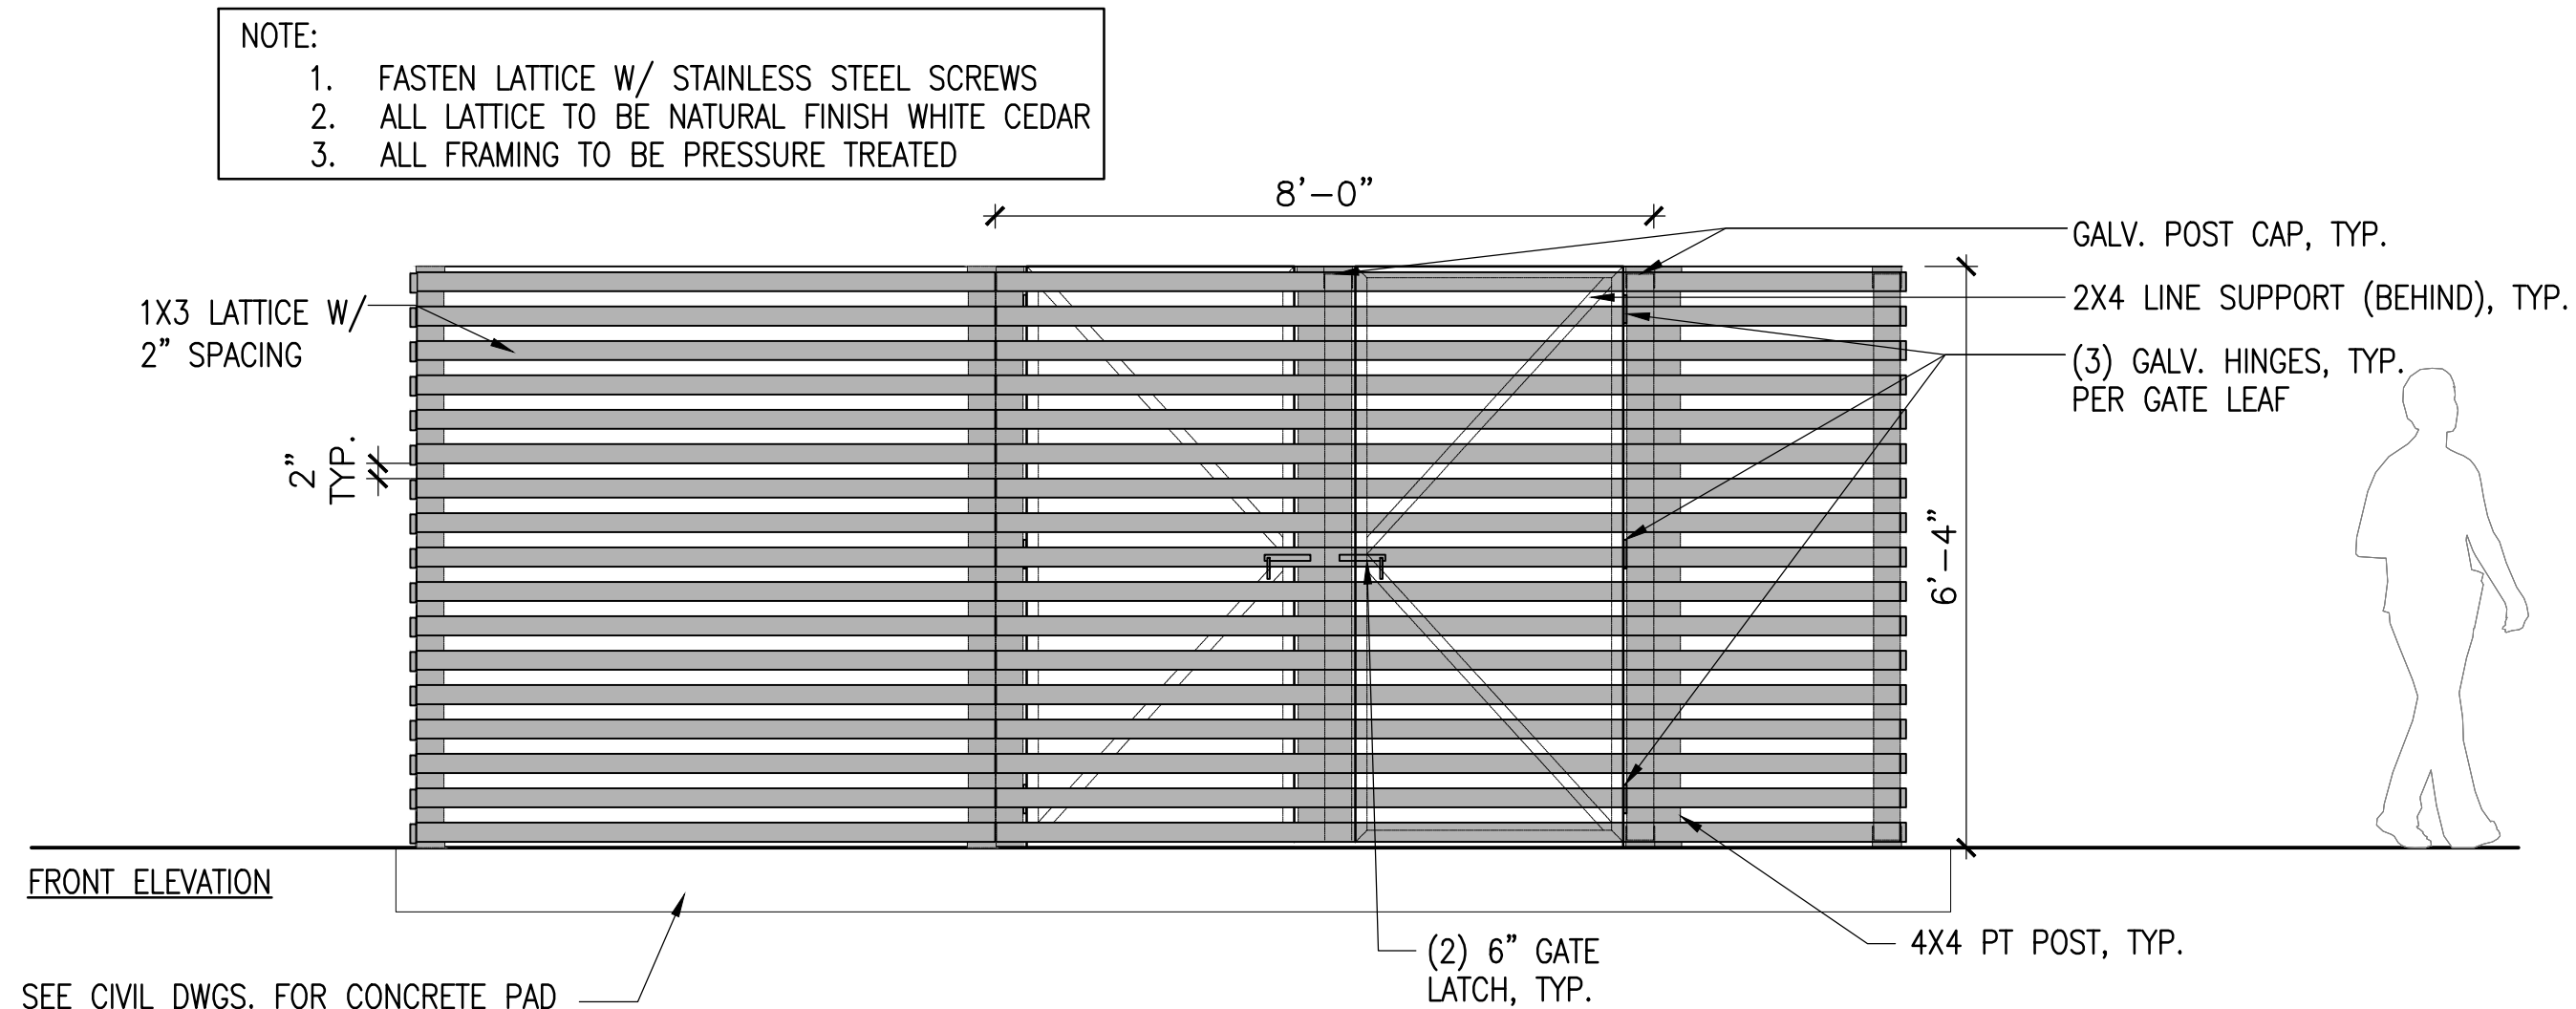 NOTE:
1. FASTEN LATTICE W/ STAINLESS STEEL SCREWS
2. ALL LATTICE TO BE NATURAL FINISH WHITE CEDAR
3. ALL FRAMING TO BE PRESSURE TREATED
8'-0"
GALV. POST CAP, TYP.
2X4 LINE SUPPORT (BEHIND), TYP.
(3) GALV. HINGES, TYP.
PER GATE LEAF
1X3 LATTICE W/
2" SPACING
2"
TYP.
6'-4"
FRONT ELEVATION
(2) 6" GATE
LATCH, TYP.
4X4 PT POST, TYP.
SEE CIVIL DWGS. FOR CONCRETE PAD